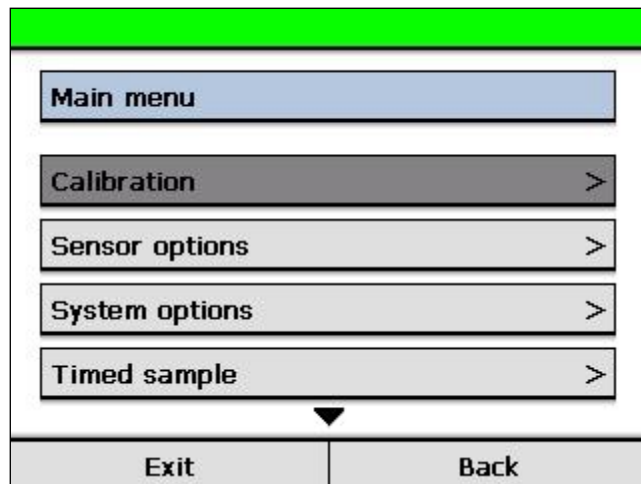 Main menu
Calibration >
Sensor options >
System options >
Timed sample >
Exit Back